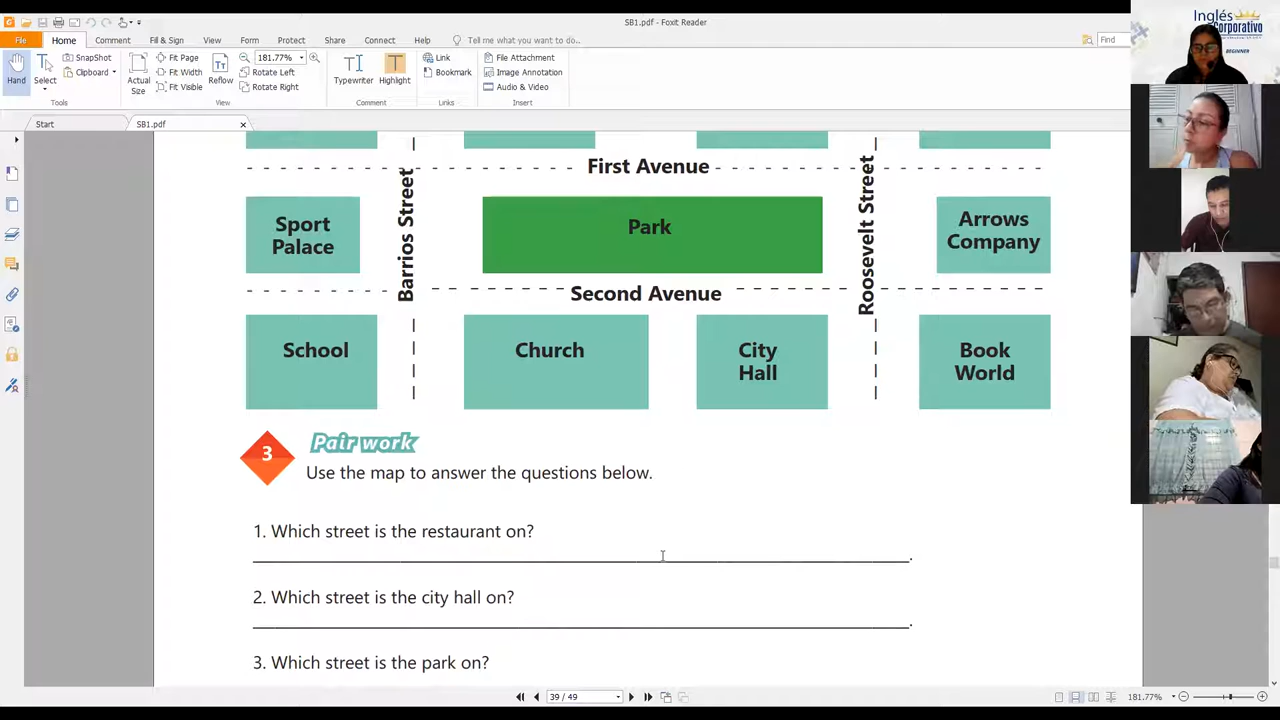 SB1.pdf - Foxit Reader
File Home Comment Fill & Sign View Form Protect Share Connect Help Tell me what you want to do.. Find
Hand Select SnapShot Clipboard Actual Size Fit Page Fit Width Fit Visible Reflow 181.77% Rotate Left Rotate Right Typewriter Highlight Link Bookmark File Attachment Image Annotation Audio & Video
Tools View Comment Links Insert
Start SB1.pdf
Inglés
Corporativo
BEGINNER
First Avenue
Barrios Street
Roosevelt Street
Sport
Palace
Park
Arrows
Company
Second Avenue
School
Church
City
Hall
Book
World
3 Pair work
Use the map to answer the questions below.
1. Which street is the restaurant on?
2. Which street is the city hall on?
3. Which street is the park on?
39 / 49
181.77%